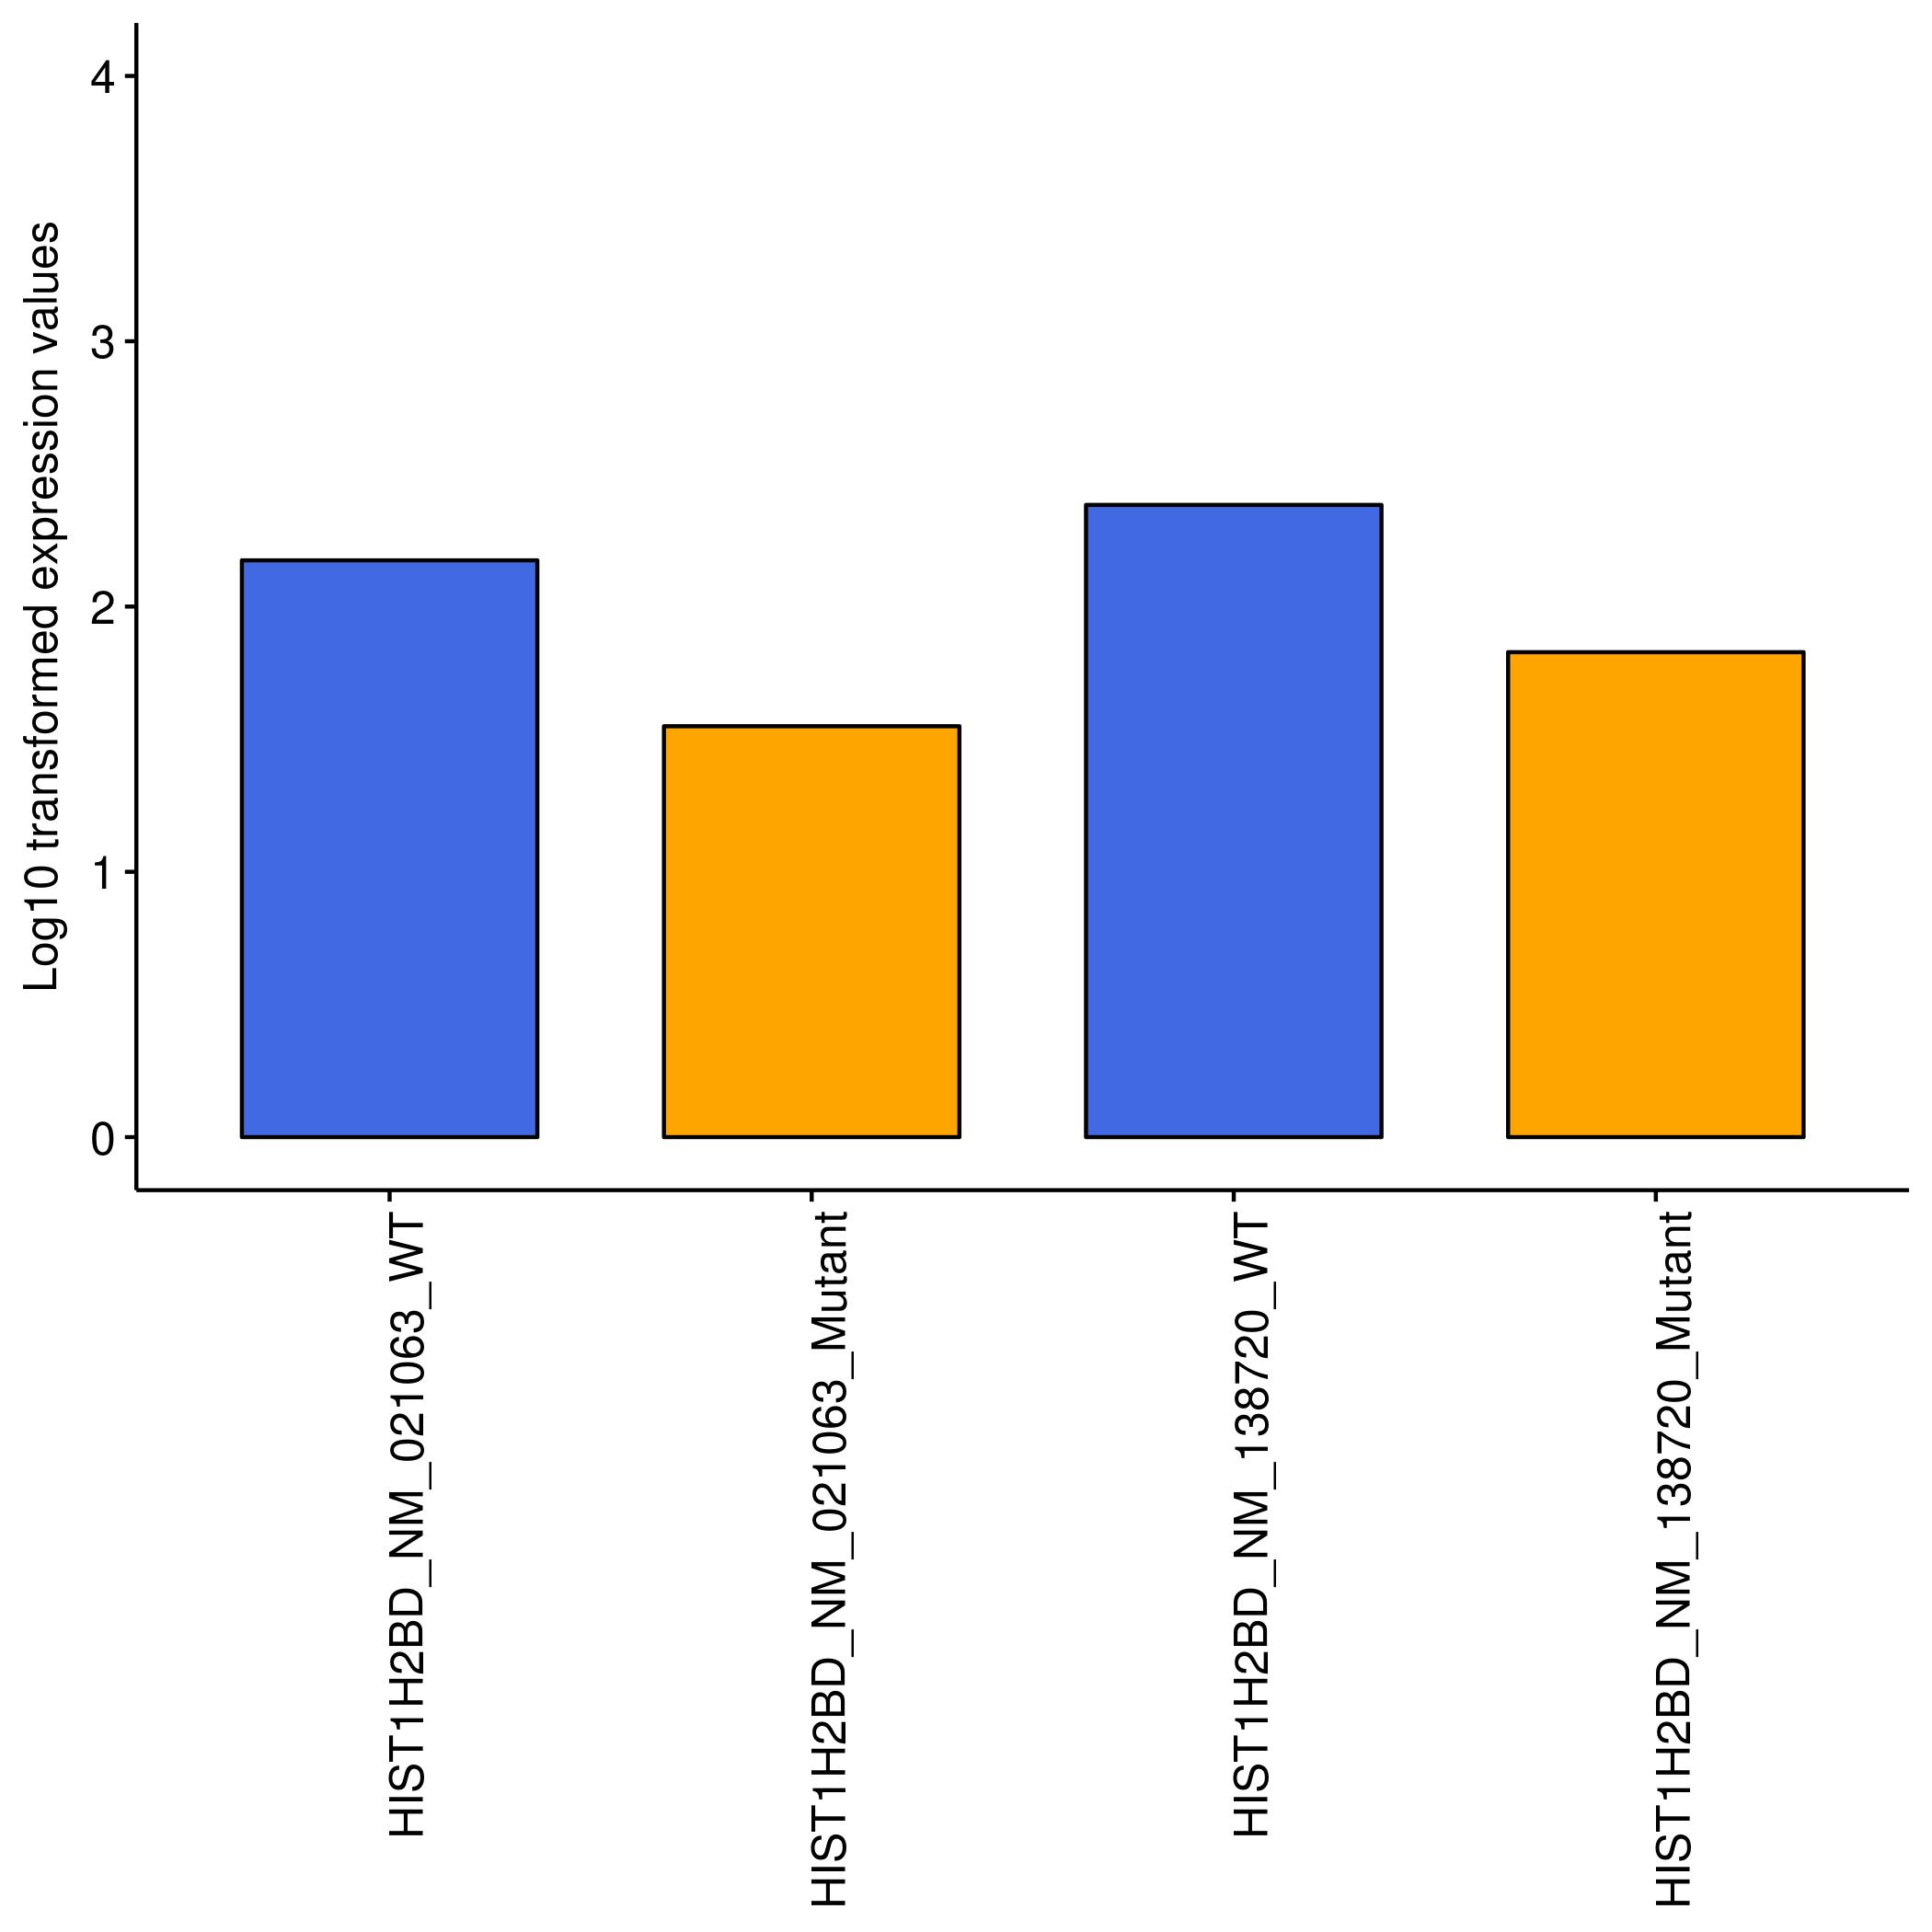 Log10 transformed expression values
4
3
2
1
0
HIST1H2BD_NM_021063_WT
HIST1H2BD_NM_021063_Mutant
HIST1H2BD_NM_138720_WT
HIST1H2BD_NM_138720_Mutant